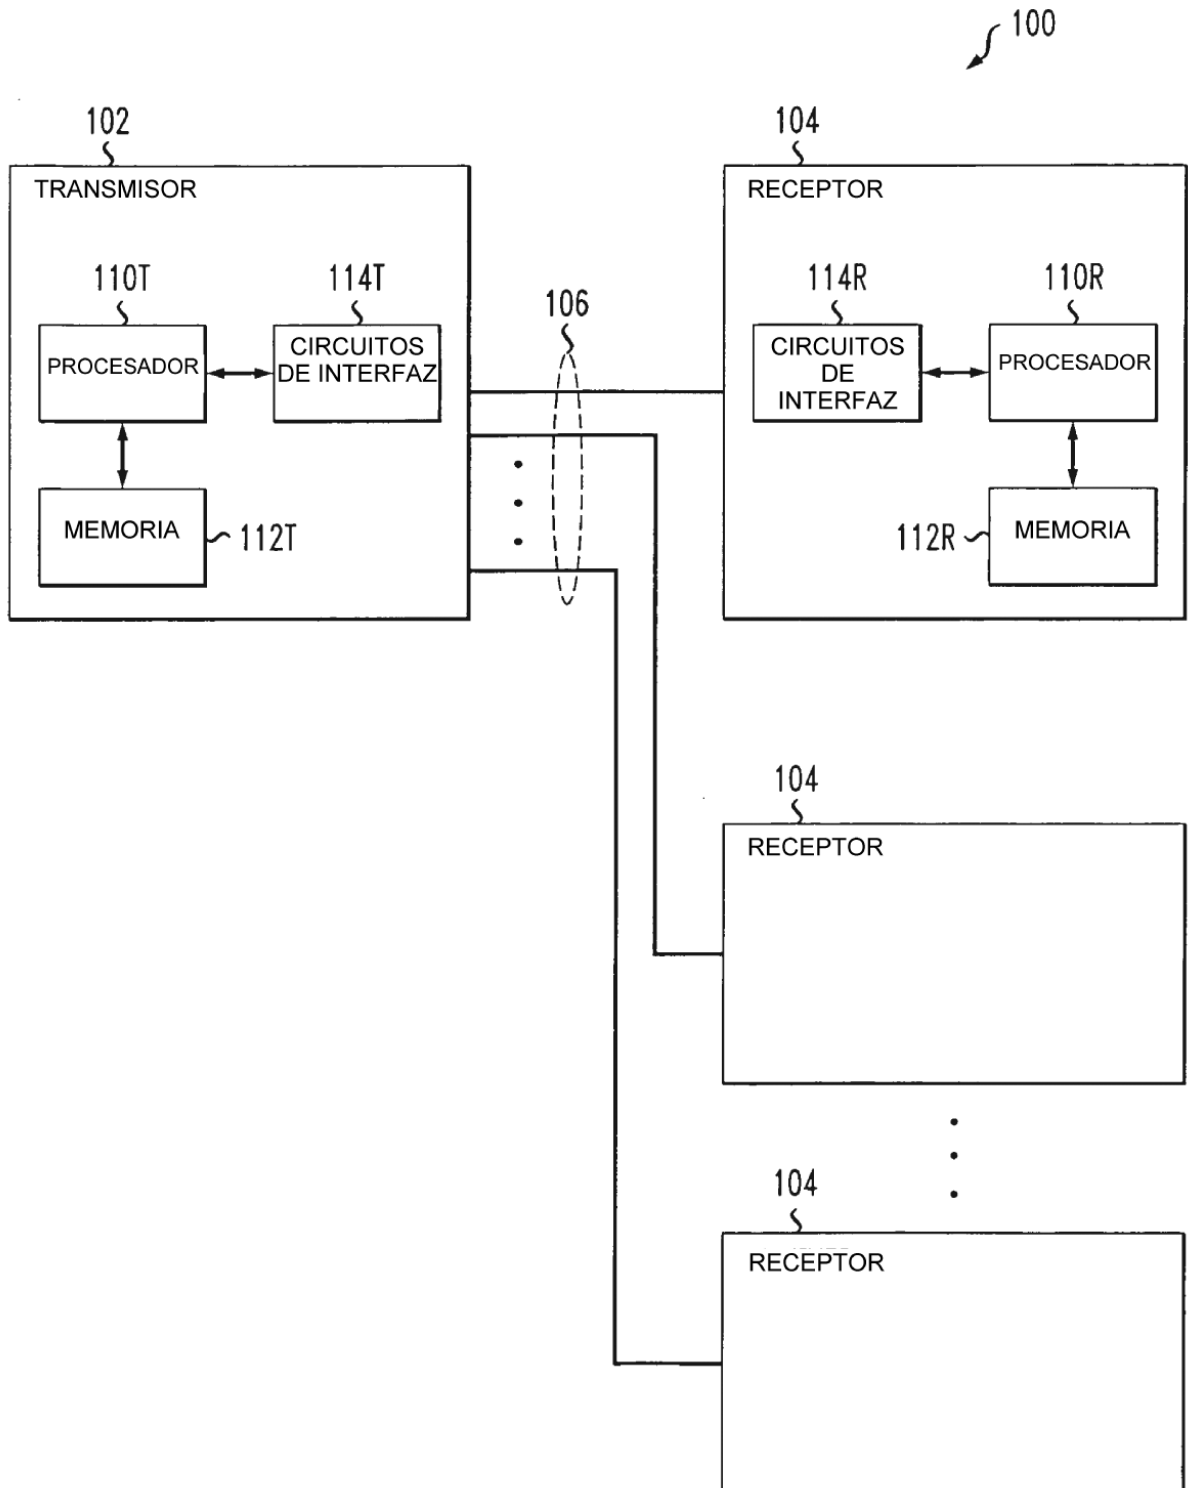 100
102
104
TRANSMISOR
RECEPTOR
110T
114T
106
114R
110R
PROCESADOR
CIRCUITOS
DE INTERFAZ
CIRCUITOS
DE
INTERFAZ
PROCESADOR
MEMORIA
112T
112R
MEMORIA
104
RECEPTOR
104
RECEPTOR